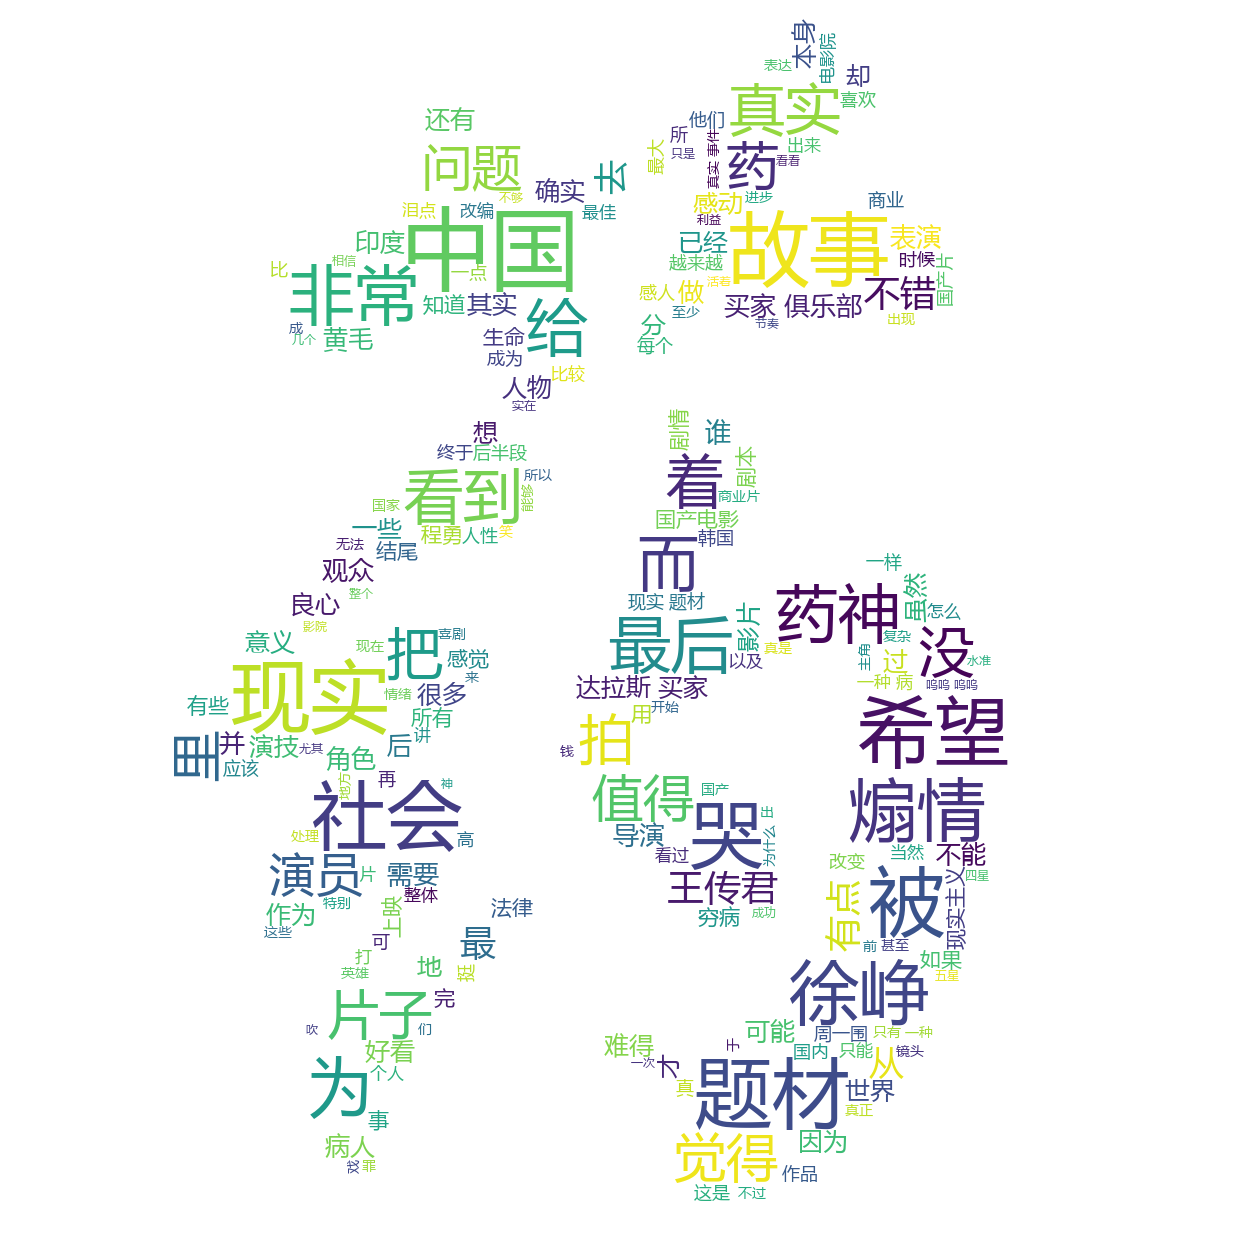 本身
电影院
表达
却
真实
喜欢
还有
他们
所
事件
真实
只是
最大
药
出来
看看
问题
确实
去
不够
泪点
改编
最佳
感动
进步
利益
商业
中国
故事
印度
相信
比
一点
已经
越来越
表演
时候
国产片
非常
知道
其实
给
感人
做
活着
至少
买家
俱乐部
不错
节奏
出现
成
几个
黄毛
生命
成为
分
每个
比较
人物
实在
想
终于
后半段
剧情
谁
看到
所以
着
剧本
国家
能够
商业片
一些
程勇
人性
笑
国产电影
无法
结尾
而
韩国
观众
良心
整个
影院
现实
题材
一样
药神
虽然
怎么
意义
现在
把
喜剧
感觉
来
最后
影片
真是
以及
主角
复杂
过
没
水准
一种
病
呜呜
呜呜
现实
情绪
很多
有些
所有
讲
达拉斯
买家
开始
用
希望
里
并
演技
尤其
应该
角色
后
拍
钱
再
地方
神
社会
值得
国产
煽情
处理
高
导演
哭
出
为什么
看过
改变
当然
不能
演员
片
需要
整体
特别
王传君
有点
被
现实主义
四星
作为
这些
上映
法律
穷病
成功
前
甚至
可
最
打
英雄
地
挺
如果
五星
片子
完
吹
们
徐峥
好看
个人
难得
可能
周一围
只有
一种
于
国内
只能
镜头
为
一次
才
从
真
题材
世界
真正
事
病人
戏
罪
觉得
因为
作品
这是
不过